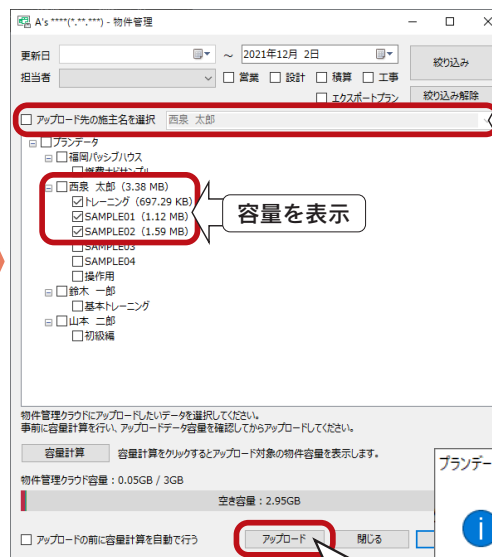 A's ****(*.**.***) - 物件管理
更新日 ～ 2021年12月 2日 絞り込み
担当者 営業 設計 積算 工事
エクスポートプラン 絞り込み解除
アップロード先の施主名を選択 西泉 太郎
プランデータ
福岡パッシブハウス
西泉 太郎 (3.38 MB)
トレーニング (697.29 KB)
SAMPLE01 (1.12 MB)
容量を表示
SAMPLE02 (1.59 MB)
SAMPLE03
SAMPLE04
操作用
鈴木 一郎
基本トレーニング
山本 二郎
初級編
物件管理クラウドにアップロードしたいデータを選択してください。
事前に容量計算を行い、アップロードデータ容量を確認してからアップロードしてください。
容量計算 容量計算をクリックするとアップロード対象の物件容量を表示します。
物件管理クラウド容量：0.05GB / 3GB
空き容量：2.95GB
アップロードの前に容量計算を自動で行う アップロード 閉じる
プランデー